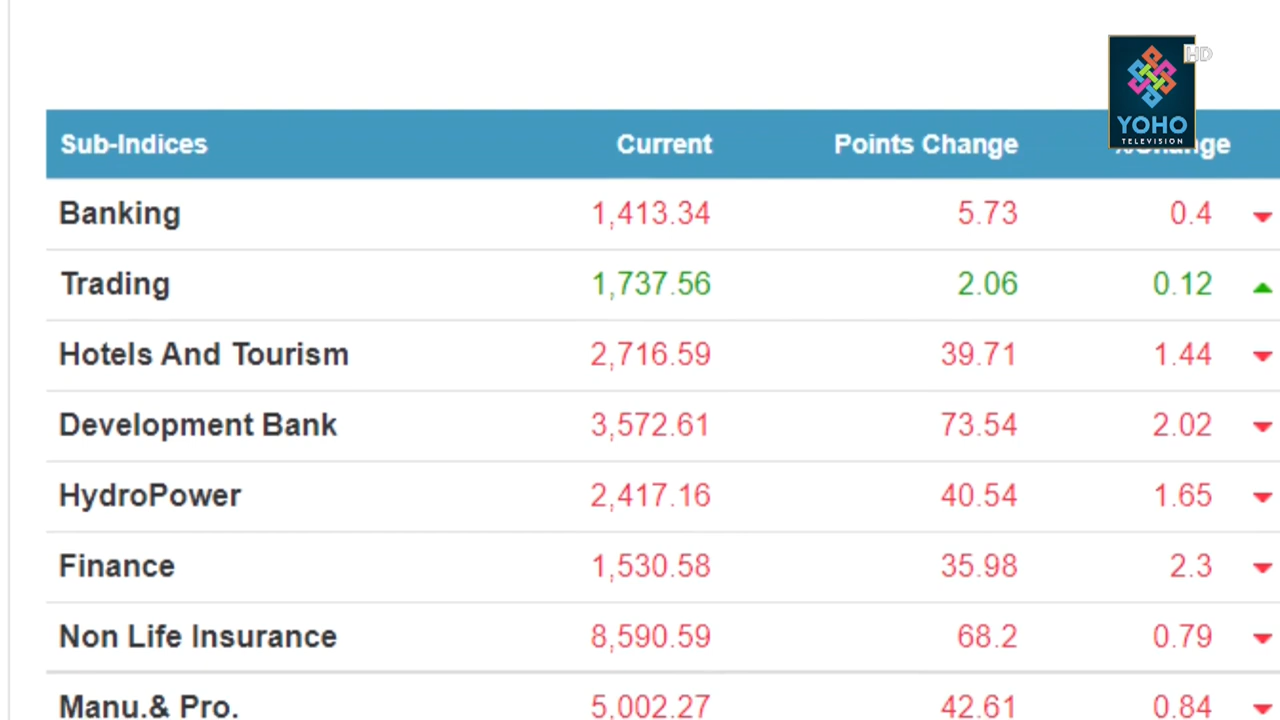 HD
YOHO
TELEVISION
Sub-Indices Current Points Change
Banking 1,413.34 5.73 0.4
Trading 1,737.56 2.06 0.12
Hotels And Tourism 2,716.59 39.71 1.44
Development Bank 3,572.61 73.54 2.02
HydroPower 2,417.16 40.54 1.65
Finance 1,530.58 35.98 2.3
Non Life Insurance 8,590.59 68.2 0.79
Manu.& Pro. 5,002.27 42.61 0.84